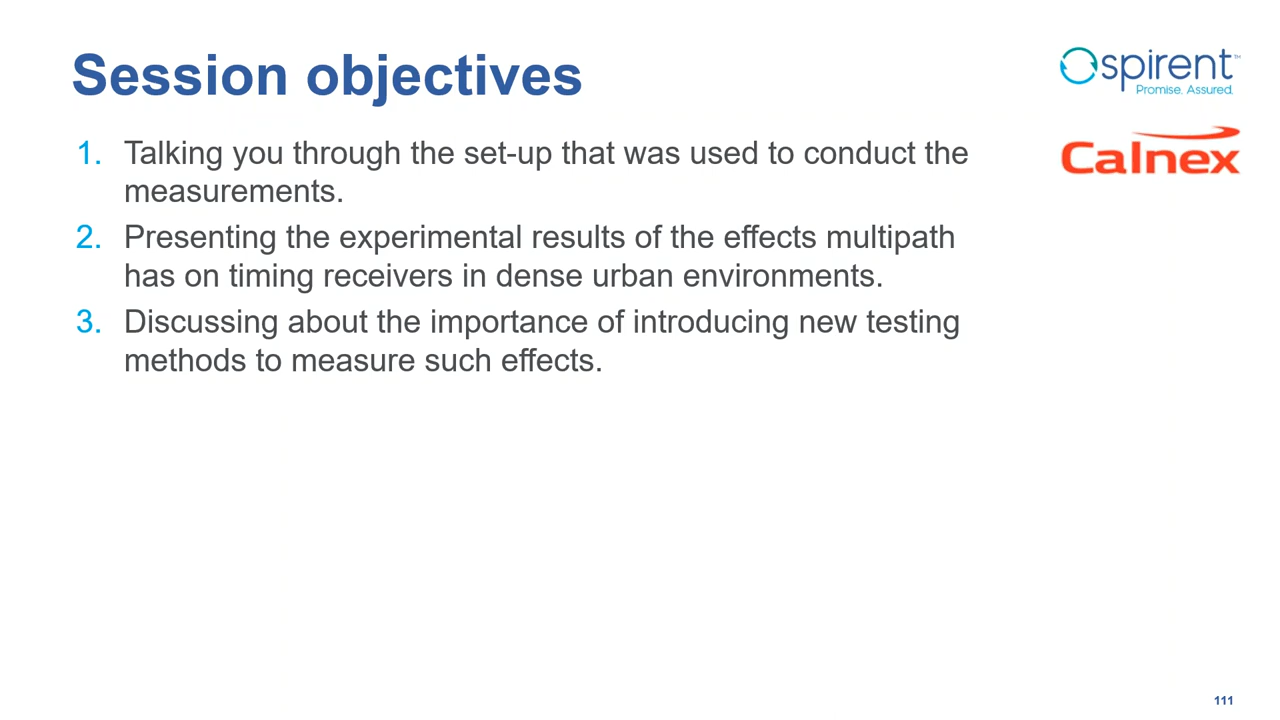 Session objectives
spirent™
Promise. Assured.
Calnex
1. Talking you through the set-up that was used to conduct the
measurements.
2. Presenting the experimental results of the effects multipath
has on timing receivers in dense urban environments.
3. Discussing about the importance of introducing new testing
methods to measure such effects.
111